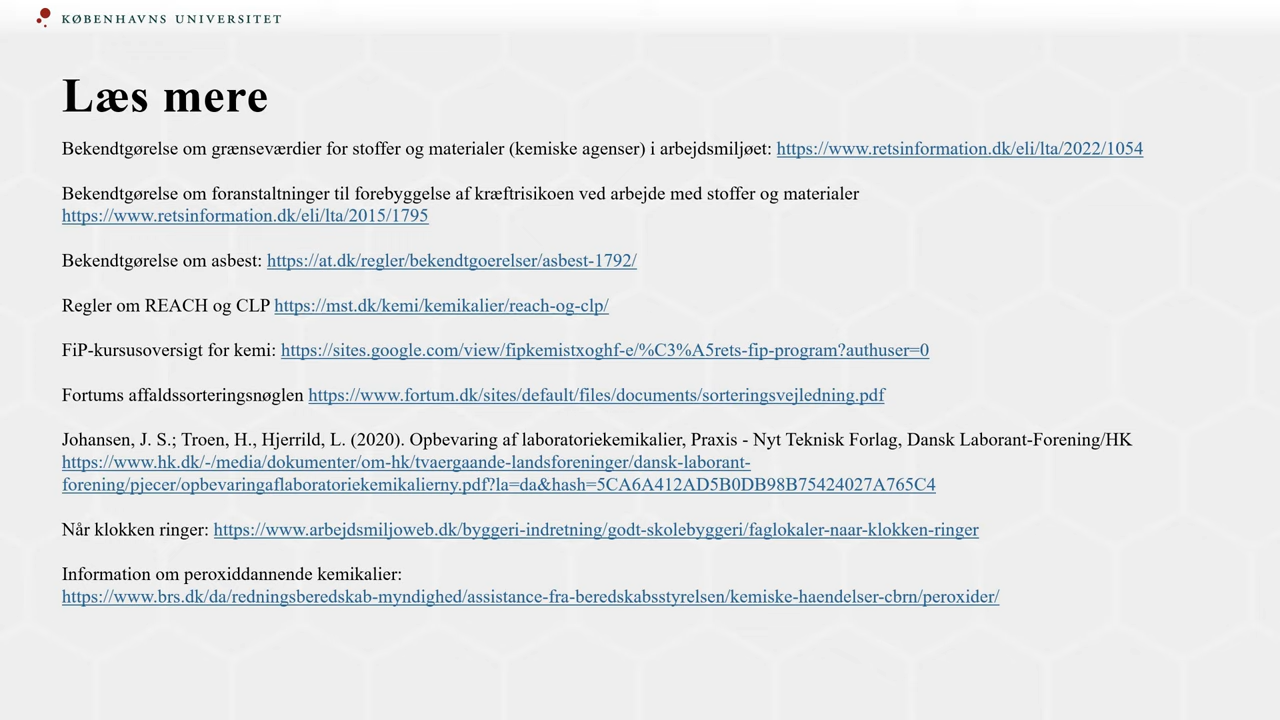 KØBENHAVNS UNIVERSITET
Læs mere
Bekendtgørelse om grænseværdier for stoffer og materialer (kemiske agenser) i arbejdsmiljøet: https://www.retsinformation.dk/eli/lta/2022/1054
Bekendtgørelse om foranstaltninger til forebyggelse af kræftrisikoen ved arbejde med stoffer og materialer
https://www.retsinformation.dk/eli/lta/2015/1795
Bekendtgørelse om asbest: https://at.dk/regler/bekendtgoerelser/asbest-1792/
Regler om REACH og CLP https://mst.dk/kemi/kemikalier/reach-og-clp/
FiP-kursusoversigt for kemi: https://sites.google.com/view/fipkemistxoghf-e/%C3%A5rets-fip-program?authuser=0
Fortums affaldssorteringsnøglen https://www.fortum.dk/sites/default/files/documents/sorteringsvejledning.pdf
Johansen, J. S.; Troen, H., Hjerrild, L. (2020). Opbevaring af laboratoriekemikalier, Praxis - Nyt Teknisk Forlag, Dansk Laborant-Forening/HK
https://www.hk.dk/-/media/dokumenter/om-hk/tvaergaande-landsforeninger/dansk-laborant-
forening/pjecer/opbevaringaflaboratoriekemikalierny.pdf?la=da&hash=5CA6A412AD5B0DB98B75424027A765C4
Når klokken ringer: https://www.arbejdsmiljoweb.dk/byggeri-indretning/godt-skolebyggeri/faglokaler-naar-klokken-ringer
Information om peroxiddannende kemikalier:
https://www.brs.dk/da/redningsberedskab-myndighed/assistance-fra-beredskabsstyrelsen/kemiske-haendelser-cbrn/peroxider/